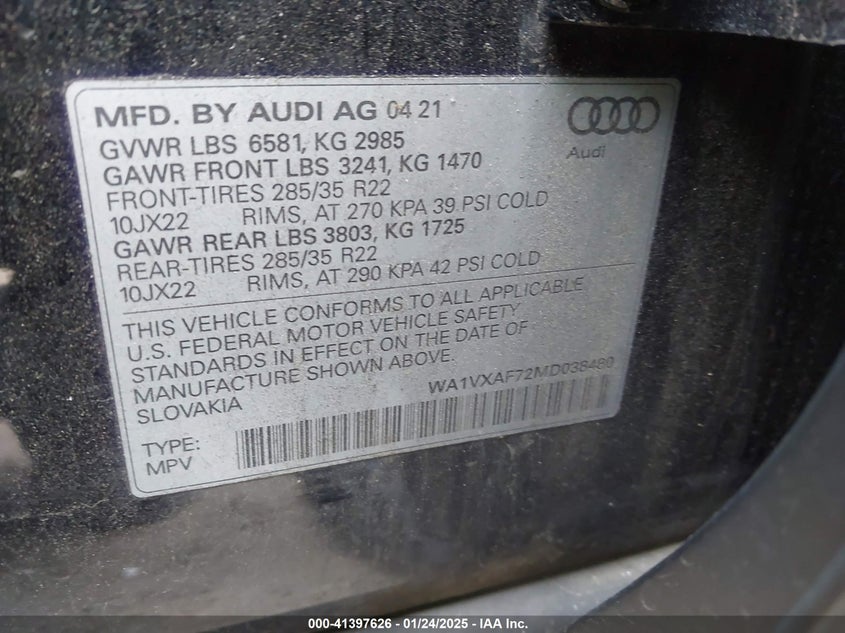 MFD. BY AUDI AG 04 21
GVWR LBS 6581, KG 2985
GAWR FRONT LBS 3241, KG 1470
FRONT-TIRES 285/35 R22
10JX22 RIMS, AT 270 KPA 39 PSI COLD
GAWR REAR LBS 3803, KG 1725
REAR-TIRES 285/35 R22
10JX22 RIMS, AT 290 KPA 42 PSI COLD
Audi
THIS VEHICLE CONFORMS TO ALL APPLICABLE
U.S. FEDERAL MOTOR VEHICLE SAFETY
STANDARDS IN EFFECT ON THE DATE OF
MANUFACTURE SHOWN ABOVE.
SLOVAKIA
WA1VXAF72MD038480
TYPE:
MPV
000-41397626 - 01/24/2025 - IAA Inc.